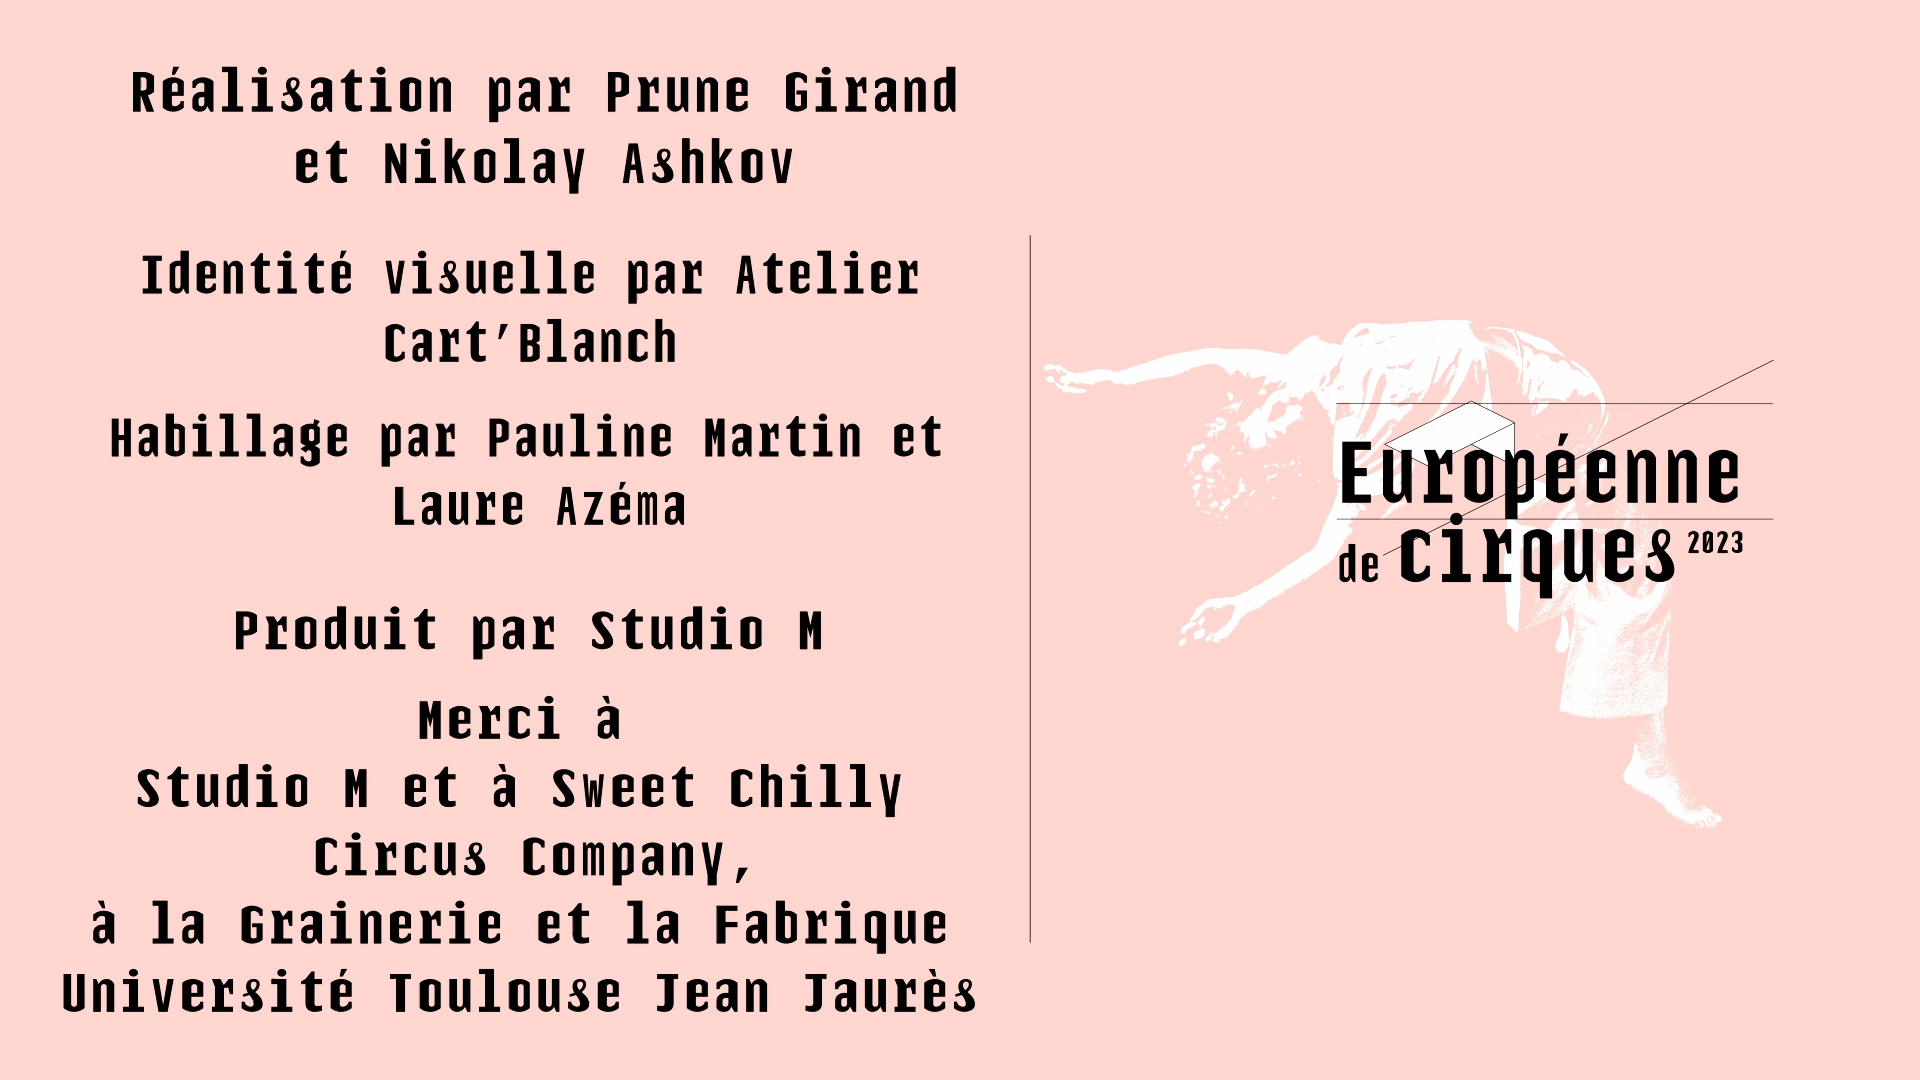 Réalisation par Prune Girand
et Nikolay Ashkov
Identité visuelle par Atelier
Cart'Blanch
Habillage par Pauline Martin et
Laure Azéma
Produit par Studio M
Merci à
Studio M et à Sweet Chilly
Circus Company,
à la Grainerie et la Fabrique
Université Toulouse Jean Jaurès
Européenne
de cirques 2023